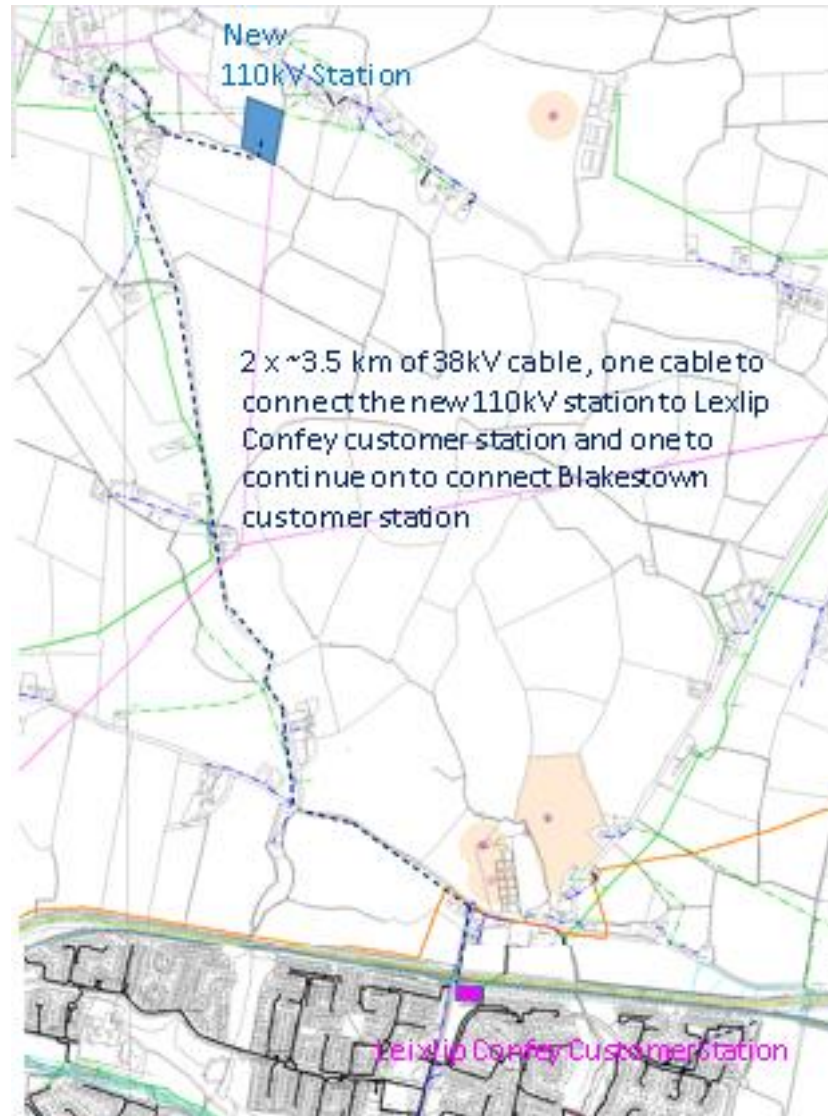 New
110kV Station
2 x ~3.5 km of 38kV cable, one cable to
connect the new 110kV station to Lexlip
Confey customer station and one to
continue on to connect Blakestown
customer station
Leixlip Confey Customer Station